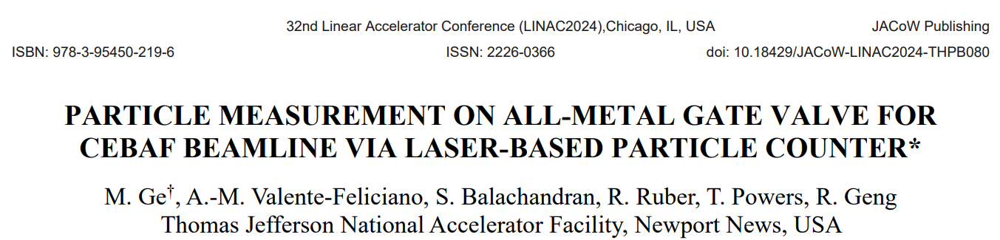 32nd Linear Accelerator Conference (LINAC2024),Chicago, IL, USA JACoW Publishing
ISBN: 978-3-95450-219-6 ISSN: 2226-0366 doi: 10.18429/JACoW-LINAC2024-THPB080
PARTICLE MEASUREMENT ON ALL-METAL GATE VALVE FOR
CEBAF BEAMLINE VIA LASER-BASED PARTICLE COUNTER*
M. Ge†, A.-M. Valente-Feliciano, S. Balachandran, R. Ruber, T. Powers, R. Geng
Thomas Jefferson National Accelerator Facility, Newport News, USA